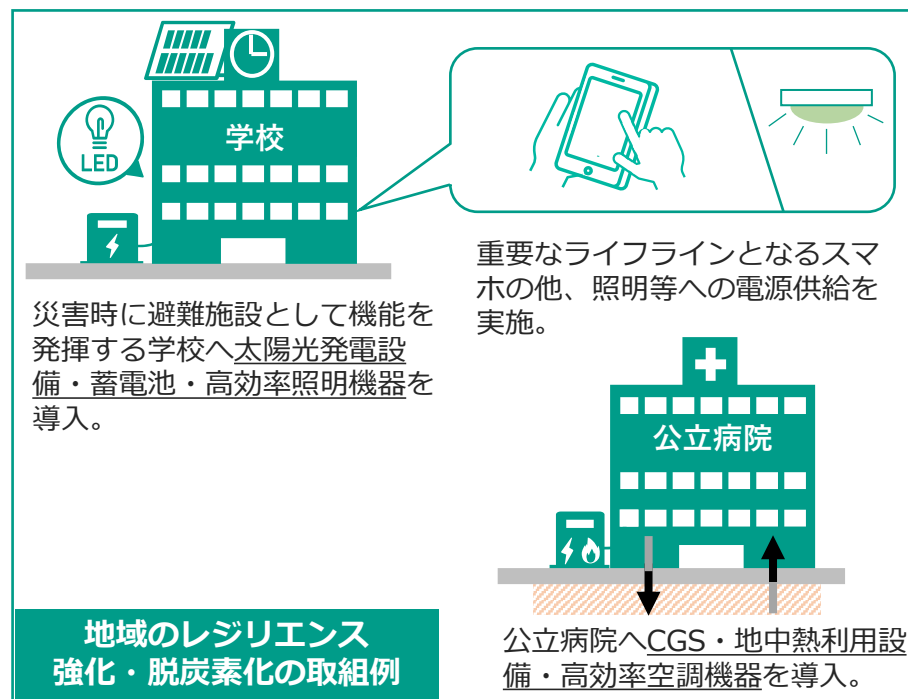 学校
LED
災害時に避難施設として機能を
発揮する学校へ太陽光発電設
備・蓄電池・高効率照明機器を
導入。
重要なライフラインとなるスマ
ホの他、照明等への電源供給を
実施。
公立病院
公立病院へCGS・地中熱利用設
備・高効率空調機器を導入。
地域のレジリエンス
強化・脱炭素化の取組例